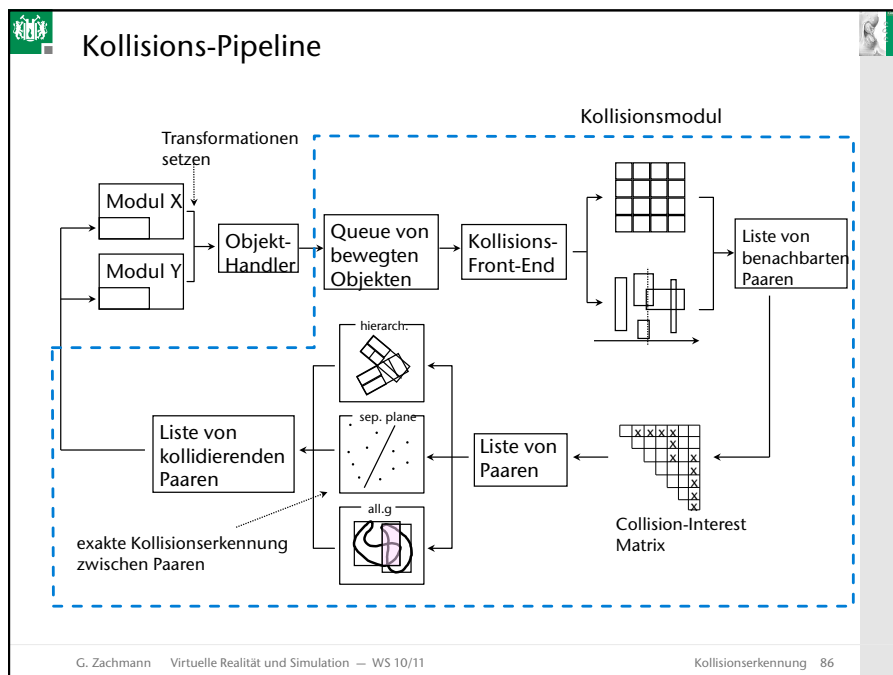 Kollisions-Pipeline
Kollisionsmodul
Transformationen
setzen
Modul X
Modul Y
Objekt-
Handler
Queue von
bewegten
Objekten
Kollisions-
Front-End
Liste von
benachbarten
Paaren
hierarch.
sep. plane
all.g
Liste von
kollidierenden
Paaren
Liste von
Paaren
x x x x
x
x x
x
x
x
x
Collision-Interest
Matrix
exakte Kollisionserkennung
zwischen Paaren
G. Zachmann Virtuelle Realität und Simulation — WS 10/11
Kollisionserkennung 86